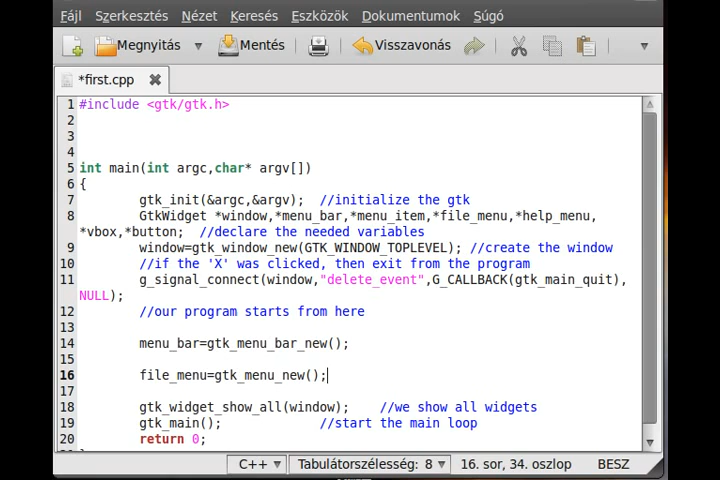 Fájl Szerkesztés Nézet Keresés Eszközök Dokumentumok Súgó
Megnyitás Mentés Visszavonás
*first.cpp
1 #include <gtk/gtk.h>
2
3
4
5 int main(int argc,char* argv[])
6 {
7 gtk_init(&argc,&argv); //initialize the gtk
8 GtkWidget *window,*menu_bar,*menu_item,*file_menu,*help_menu,
*vbox,*button; //declare the needed variables
9 window=gtk_window_new(GTK_WINDOW_TOPLEVEL); //create the window
10 //if the 'X' was clicked, then exit from the program
11 g_signal_connect(window,"delete_event",G_CALLBACK(gtk_main_quit),
NULL);
12 //our program starts from here
13
14 menu_bar=gtk_menu_bar_new();
15
16 file_menu=gtk_menu_new();
17
18 gtk_widget_show_all(window); //we show all widgets
19 gtk_main(); //start the main loop
20 return 0;
C++ Tabulátorszélesség: 8 16. sor, 34. oszlop BESZ